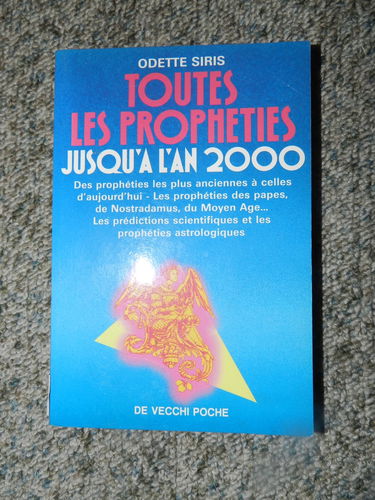 ODETTE SIRIS
TOUTES
LES PROPHETIES
JUSQU'A L'AN 2000
Des prophéties les plus anciennes à celles
d'aujourd'hui - Les prophéties des papes,
de Nostradamus, du Moyen Age...
Les prédictions scientifiques et les
prophéties astrologiques
DE VECCHI POCHE